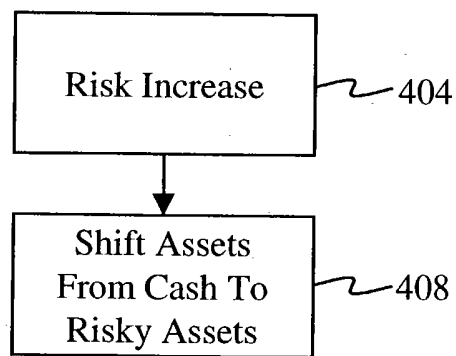 Risk Increase
404
Shift Assets
From Cash To
Risky Assets
408